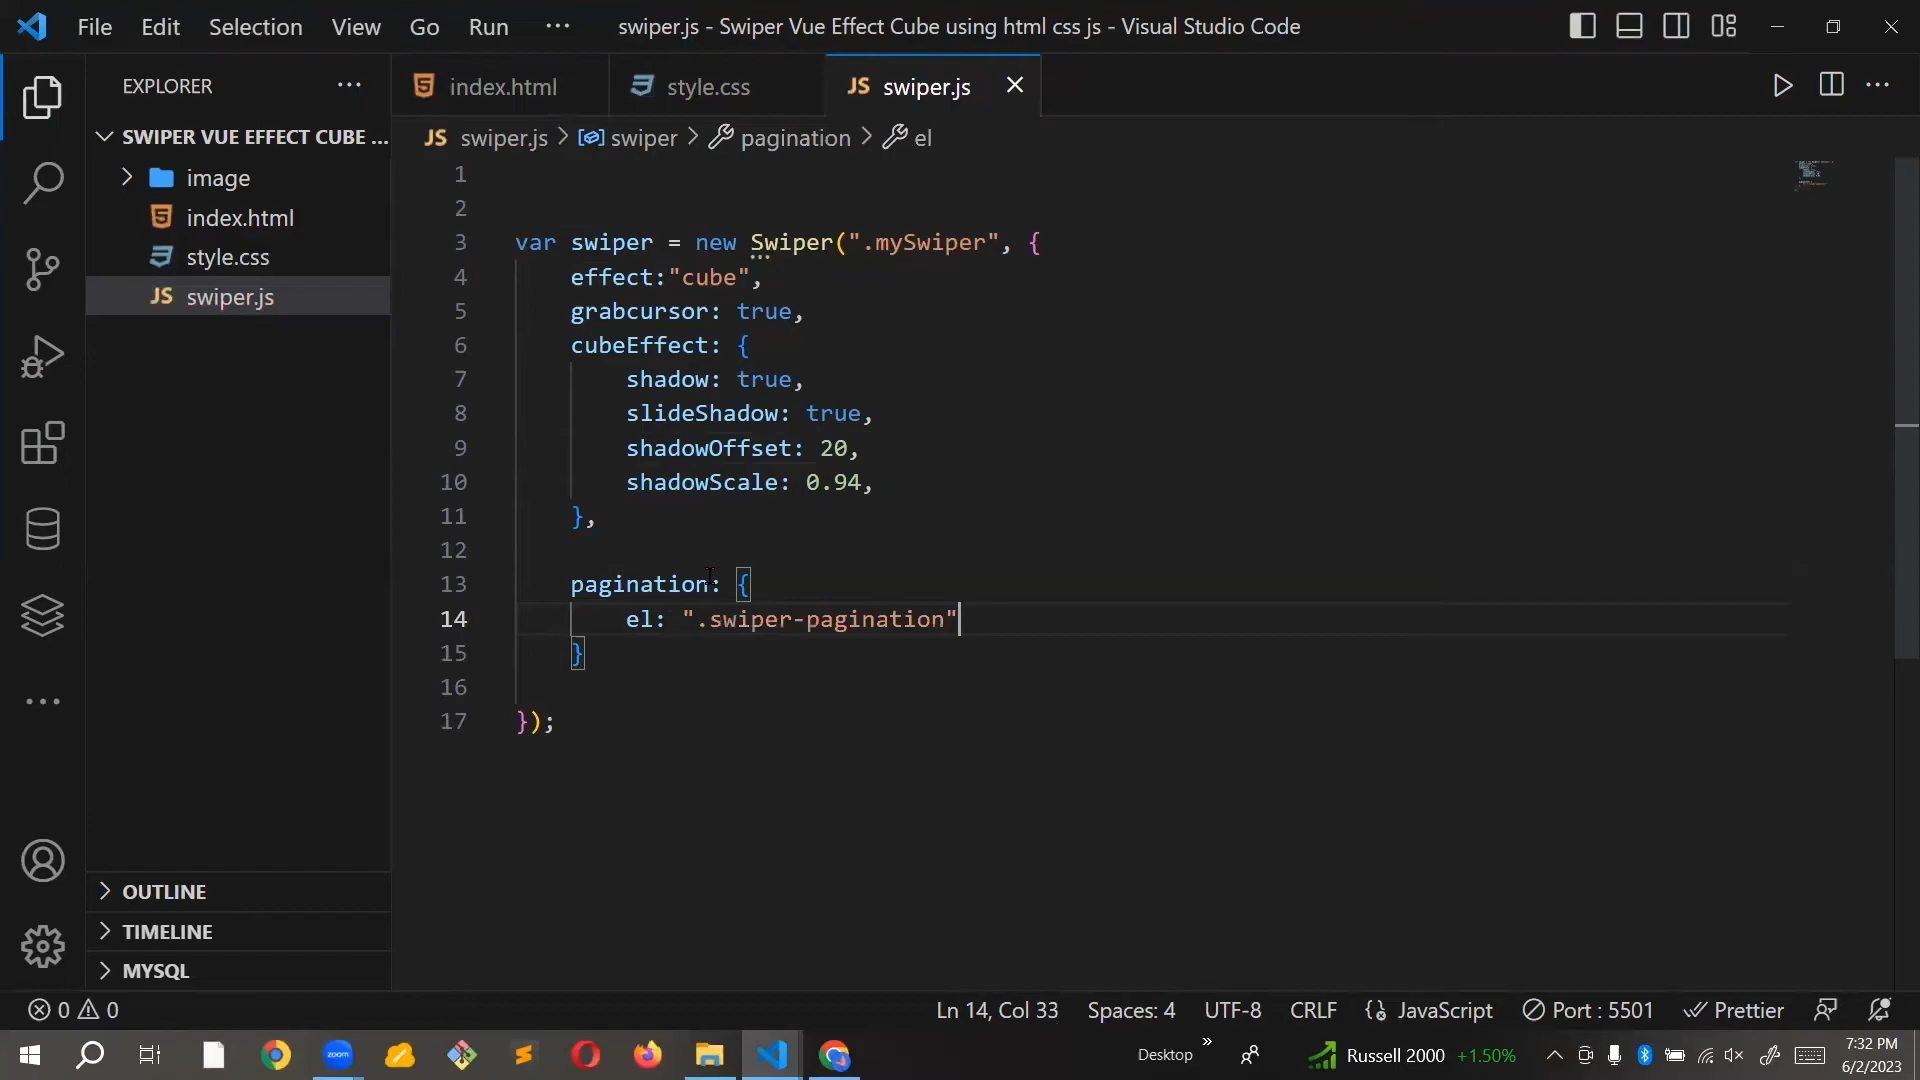 File Edit Selection View Go Run ··· swiper.js - Swiper Vue Effect Cube using html css js - Visual Studio Code
EXPLORER ···
SWIPER VUE EFFECT CUBE ...
image
index.html
style.css
JS swiper.js
OUTLINE
TIMELINE
MYSQL
index.html style.css JS swiper.js
JS swiper.js > swiper > pagination > el
1
2
3 var swiper = new Swiper(".mySwiper", {
4 effect:"cube",
5 grabcursor: true,
6 cubeEffect: {
7 shadow: true,
8 slideShadow: true,
9 shadowOffset: 20,
10 shadowScale: 0.94,
11 },
12
13 pagination: {
14 el: ".swiper-pagination"
15 }
16
17 });
0 0 Ln 14, Col 33 Spaces: 4 UTF-8 CRLF {} JavaScript Port : 5501 Prettier
zoom Desktop » Russell 2000 +1.50% 7:32 PM
6/2/2023